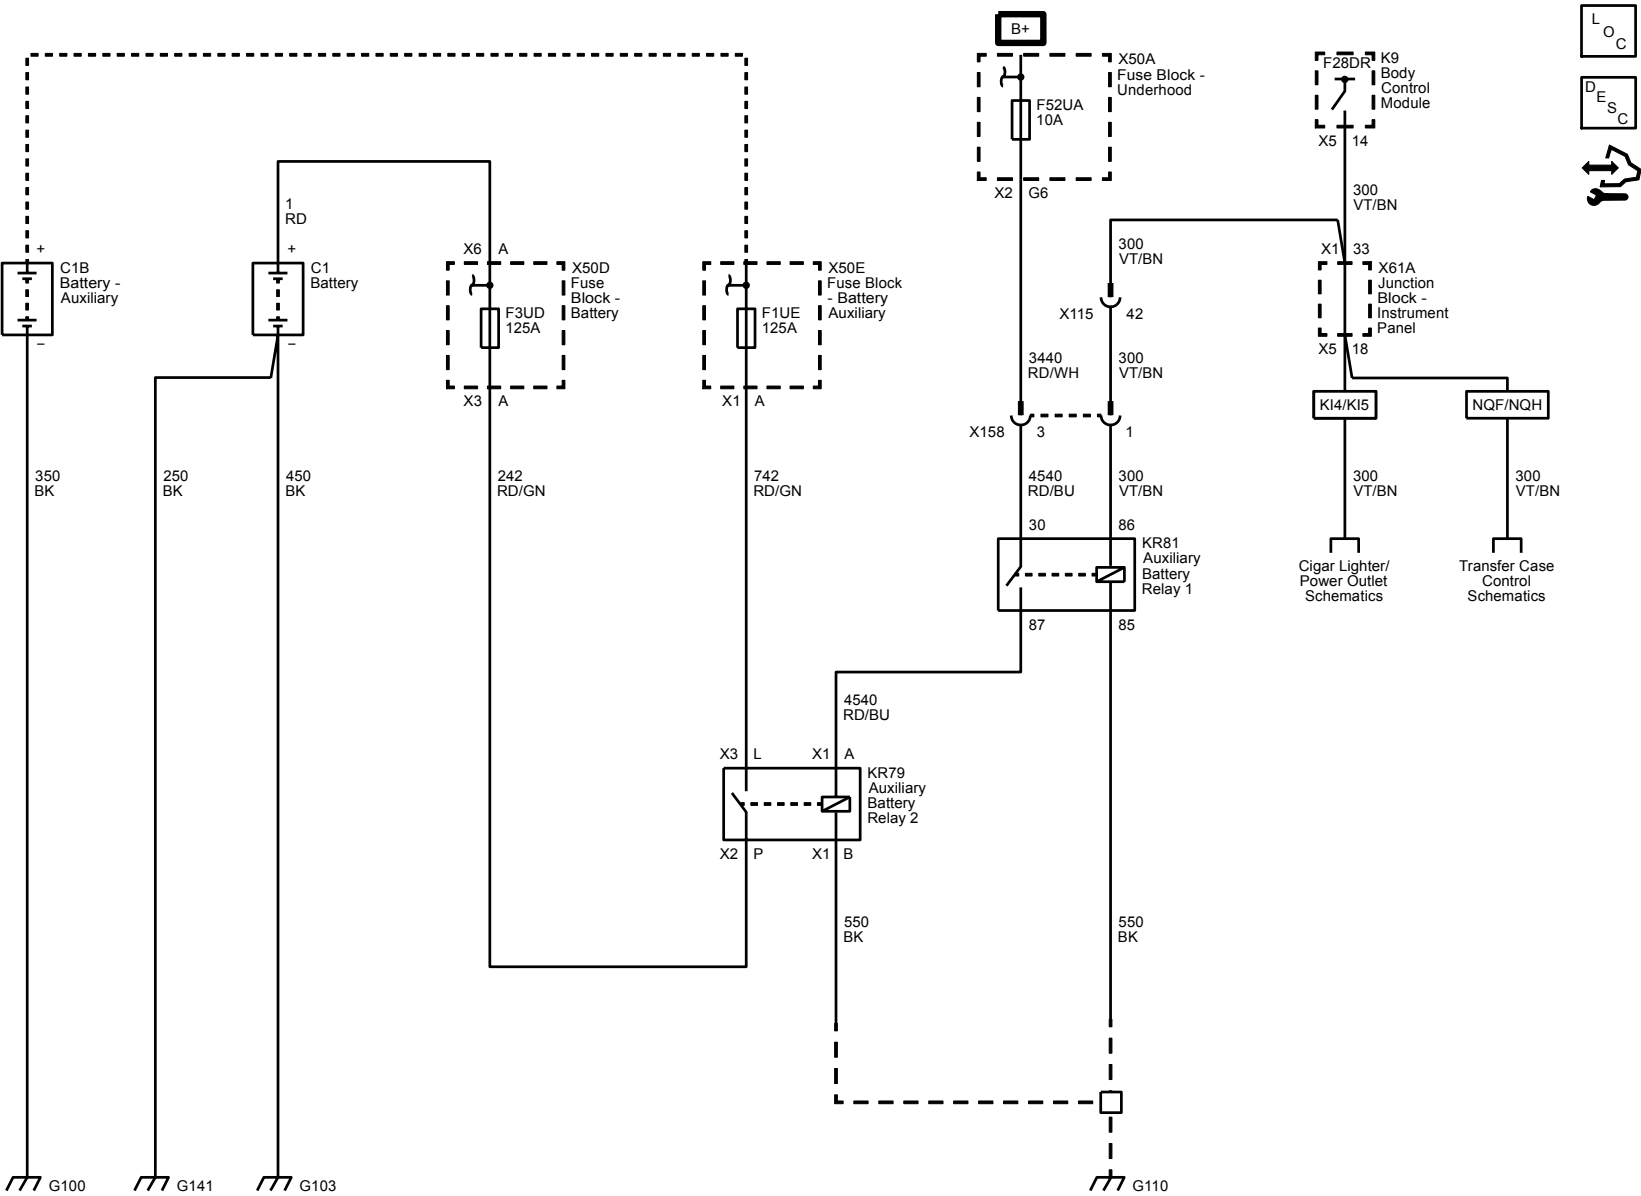 B+
X50A
Fuse Block -
Underhood
F52UA
10A
X2 G6
F28DR
K9
Body
Control
Module
X5 14
L
O
C
D
E
S
C
300
VT/BN
1
RD
+
C1B
Battery -
Auxiliary
–
+
C1
Battery
–
X6 A
X50D
Fuse
Block -
Battery
F3UD
125A
X3 A
X50E
Fuse Block
- Battery
Auxiliary
F1UE
125A
X1 A
300
VT/BN
X115 42
X1 33
X61A
Junction
Block -
Instrument
Panel
X5 18
3440
RD/WH
300
VT/BN
KI4/KI5
NQF/NQH
X158 3 1
350
BK
250
BK
450
BK
242
RD/GN
742
RD/GN
4540
RD/BU
300
VT/BN
300
VT/BN
300
VT/BN
30 86
KR81
Auxiliary
Battery
Relay 1
87 85
Cigar Lighter/
Power Outlet
Schematics
Transfer Case
Control
Schematics
4540
RD/BU
X3 L X1 A
KR79
Auxiliary
Battery
Relay 2
X2 P X1 B
550
BK
550
BK
G100
G141
G103
G110